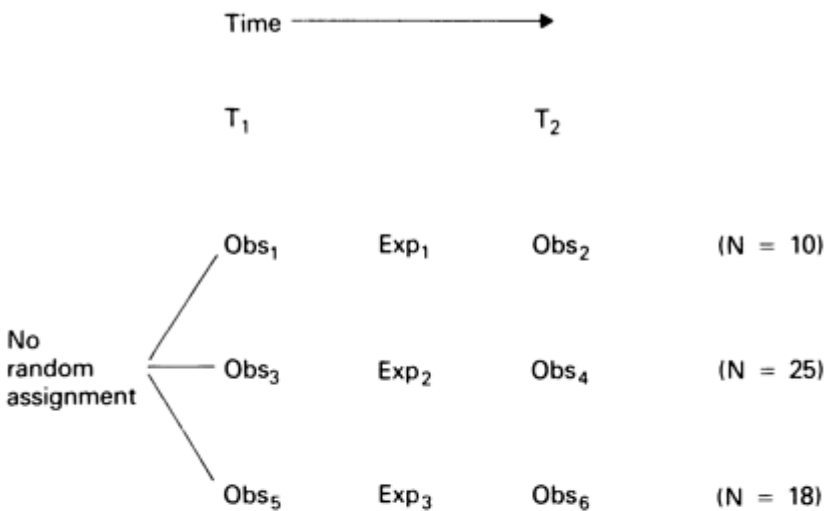 Time
T₁ T₂
Obs₁ Exp₁ Obs₂ (N = 10)
No
random
assignment
Obs₃ Exp₂ Obs₄ (N = 25)
Obs₅ Exp₃ Obs₆ (N = 18)